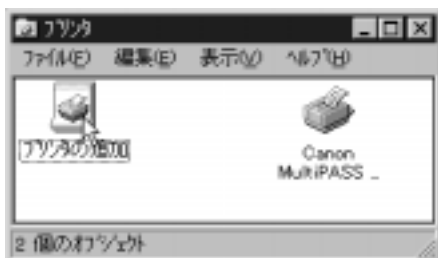 プリンタ
ファイル(F) 編集(E) 表示(V) ヘルプ(H)
プリンタの追加
Canon
MultiPASS ..
2 個のオブジェクト